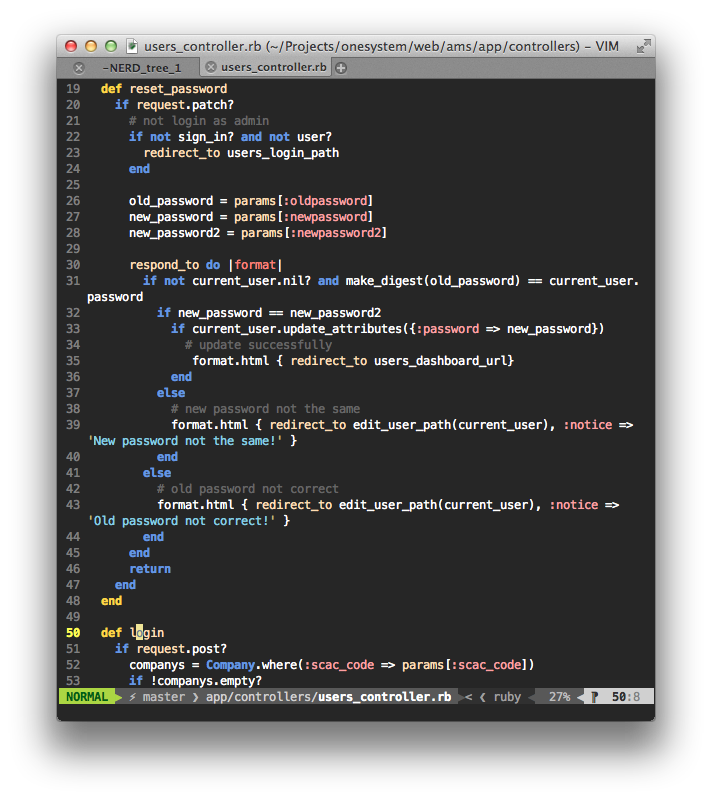 users_controller.rb (~/Projects/onesystem/web/ams/app/controllers) – VIM
-NERD_tree_1 users_controller.rb
19 def reset_password
20 if request.patch?
21 # not login as admin
22 if not sign_in? and not user?
23 redirect_to users_login_path
24 end
25
26 old_password = params[:oldpassword]
27 new_password = params[:newpassword]
28 new_password2 = params[:newpassword2]
29
30 respond_to do |format|
31 if not current_user.nil? and make_digest(old_password) == current_user.
password
32 if new_password == new_password2
33 if current_user.update_attributes({:password => new_password})
34 # update successfully
35 format.html { redirect_to users_dashboard_url}
36 end
37 else
38 # new password not the same
39 format.html { redirect_to edit_user_path(current_user), :notice =>
'New password not the same!' }
40 end
41 else
42 # old password not correct
43 format.html { redirect_to edit_user_path(current_user), :notice =>
'Old password not correct!' }
44 end
45 end
46 return
47 end
48 end
49
50 def login
51 if request.post?
52 companys = Company.where(:scac_code => params[:scac_code])
53 if !companys.empty?
NORMAL ⚡ master ❯ app/controllers/users_controller.rb < ❮ ruby 27% 50:8